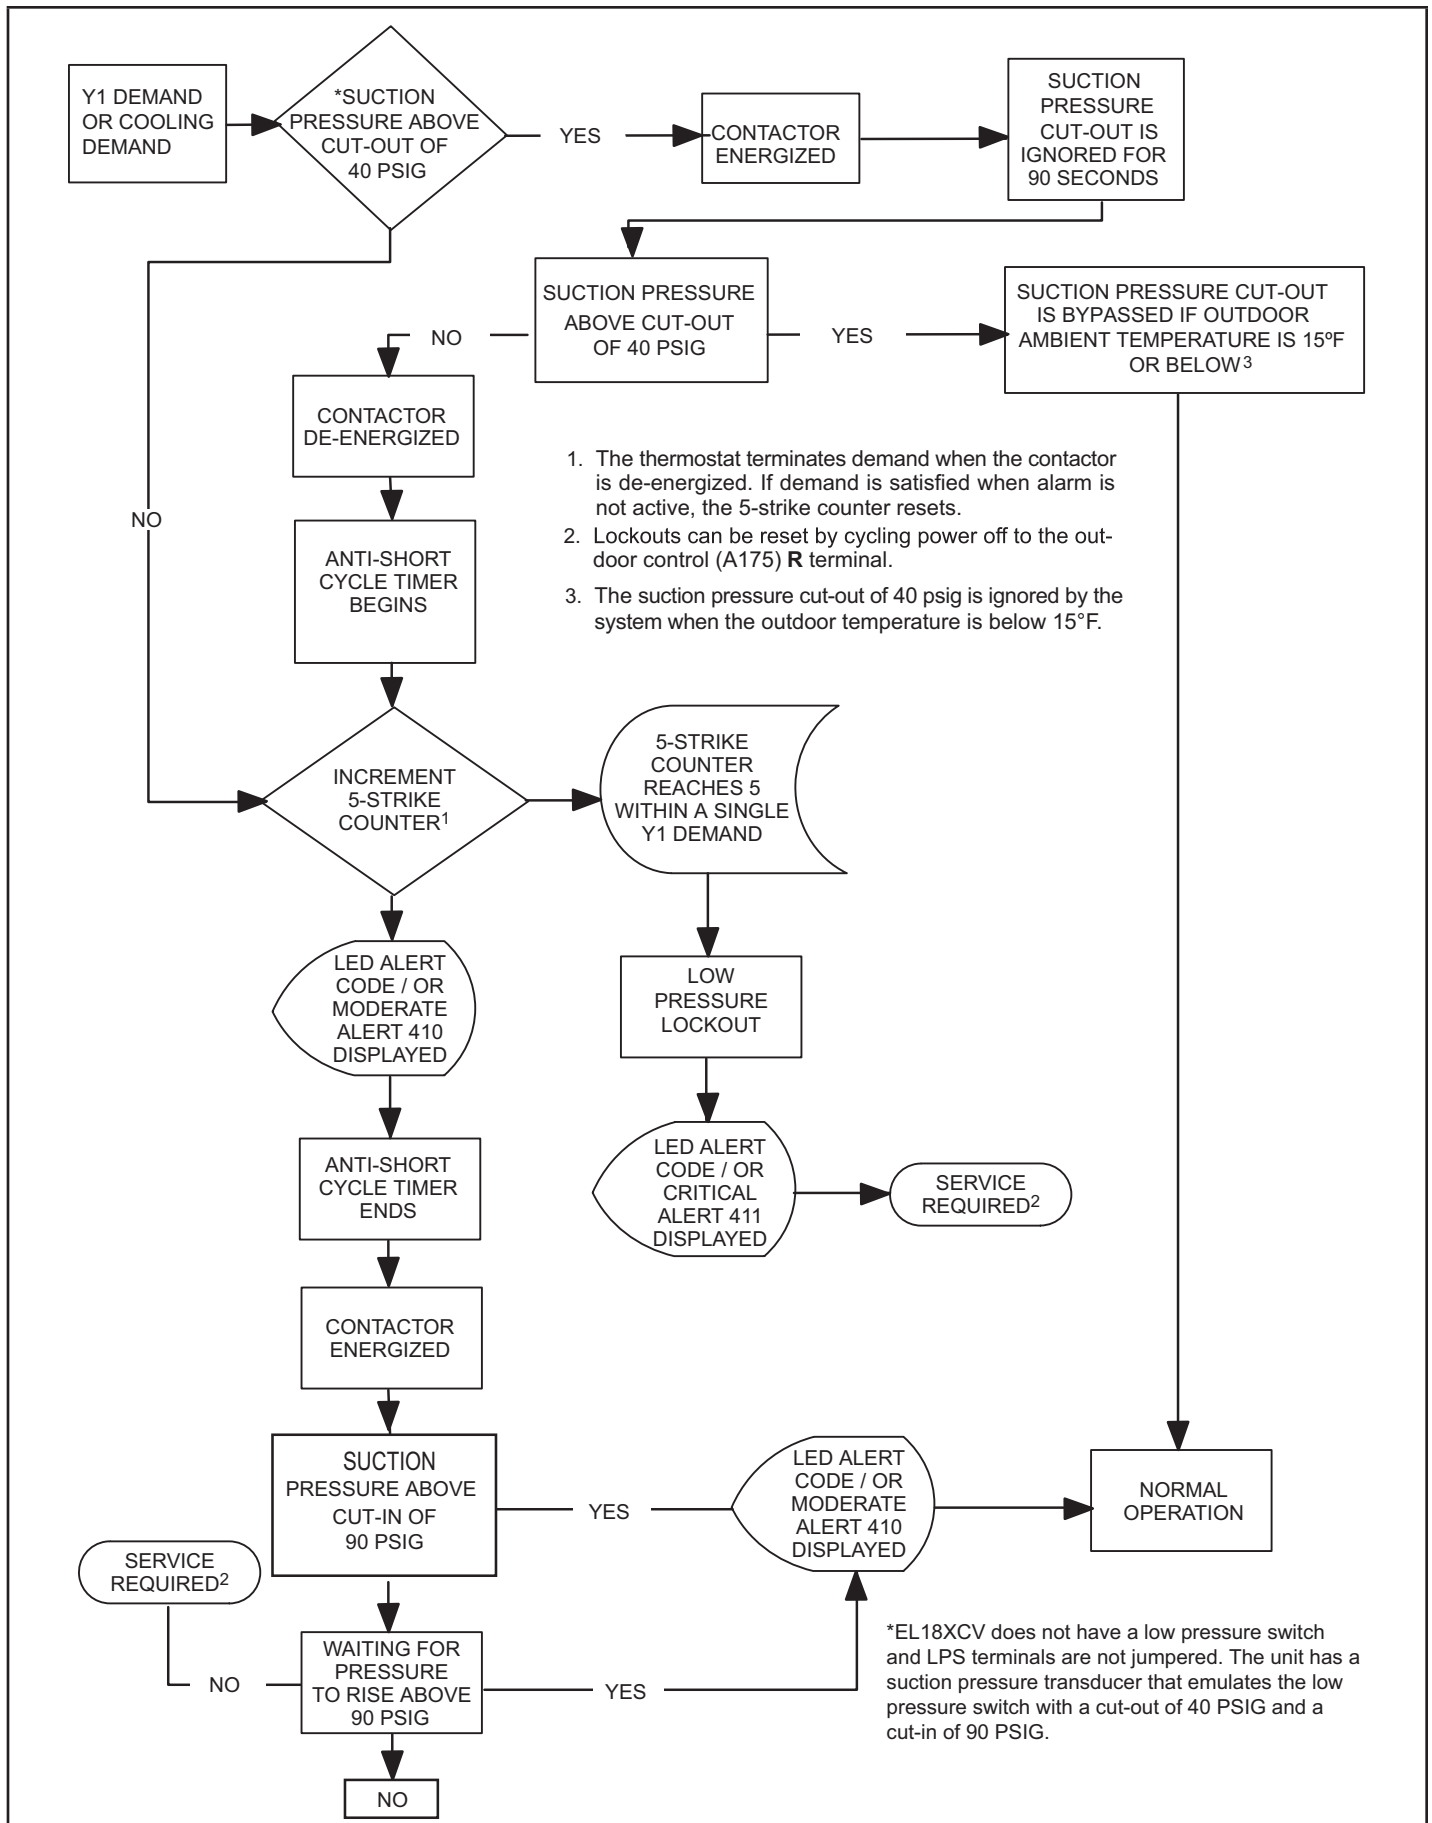 Y1 DEMAND
OR COOLING
DEMAND
*SUCTION
PRESSURE ABOVE
CUT-OUT OF
40 PSIG
YES
CONTACTOR
ENERGIZED
SUCTION
PRESSURE
CUT-OUT IS
IGNORED FOR
90 SECONDS
SUCTION PRESSURE
ABOVE CUT-OUT
OF 40 PSIG
NO
YES
SUCTION PRESSURE CUT-OUT
IS BYPASSED IF OUTDOOR
AMBIENT TEMPERATURE IS 15ºF
OR BELOW3
CONTACTOR
DE-ENERGIZED
1. The thermostat terminates demand when the contactor
is de-energized. If demand is satisfied when alarm is
not active, the 5-strike counter resets.
2. Lockouts can be reset by cycling power off to the out-
door control (A175) R terminal.
3. The suction pressure cut-out of 40 psig is ignored by the
system when the outdoor temperature is below 15°F.
NO
ANTI-SHORT
CYCLE TIMER
BEGINS
INCREMENT
5-STRIKE
COUNTER1
5-STRIKE
COUNTER
REACHES 5
WITHIN A SINGLE
Y1 DEMAND
LED ALERT
CODE / OR
MODERATE
ALERT 410
DISPLAYED
LOW
PRESSURE
LOCKOUT
ANTI-SHORT
CYCLE TIMER
ENDS
LED ALERT
CODE / OR
CRITICAL
ALERT 411
DISPLAYED
SERVICE
REQUIRED2
CONTACTOR
ENERGIZED
SUCTION
PRESSURE ABOVE
CUT-IN OF
90 PSIG
YES
LED ALERT
CODE / OR
MODERATE
ALERT 410
DISPLAYED
NORMAL
OPERATION
SERVICE
REQUIRED2
NO
WAITING FOR
PRESSURE
TO RISE ABOVE
90 PSIG
YES
NO
*EL18XCV does not have a low pressure switch
and LPS terminals are not jumpered. The unit has a
suction pressure transducer that emulates the low
pressure switch with a cut-out of 40 PSIG and a
cut-in of 90 PSIG.